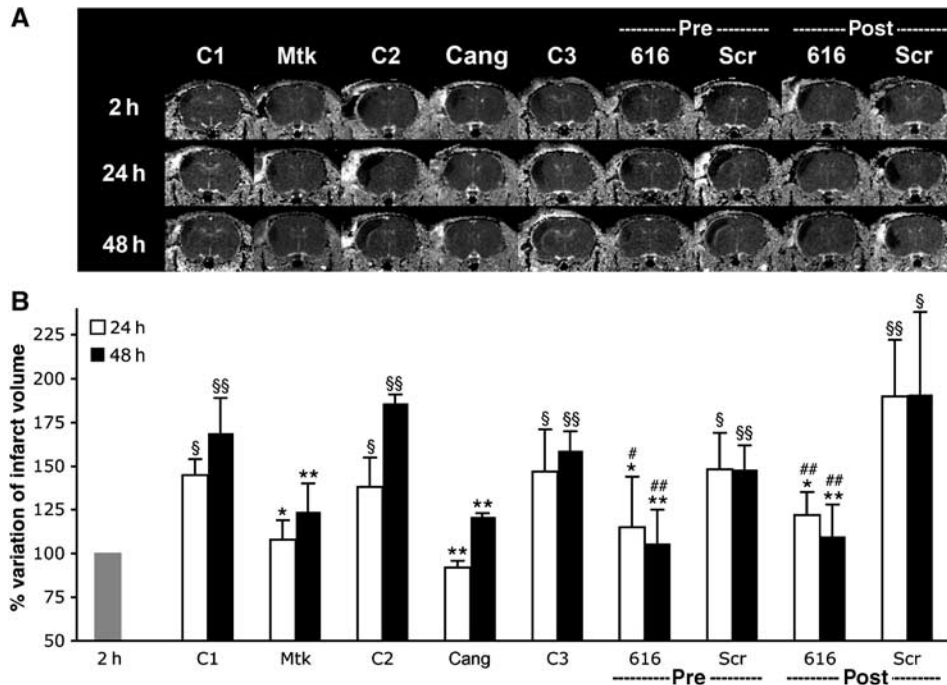 A
----------Pre----------
----------Post---------
C1 Mtk C2 Cang C3 616 Scr 616 Scr
2 h
24 h
48 h
B
% variation of infarct volume
225
200
175
150
125
100
75
50
24 h
48 h
§ §§
* **
§ §§
** **
§ §§
# ##
* **
§ §§
## ##
* **
§§ §
2 h C1 Mtk C2 Cang C3 616 Scr 616 Scr
----------Pre---------- ----------Post---------